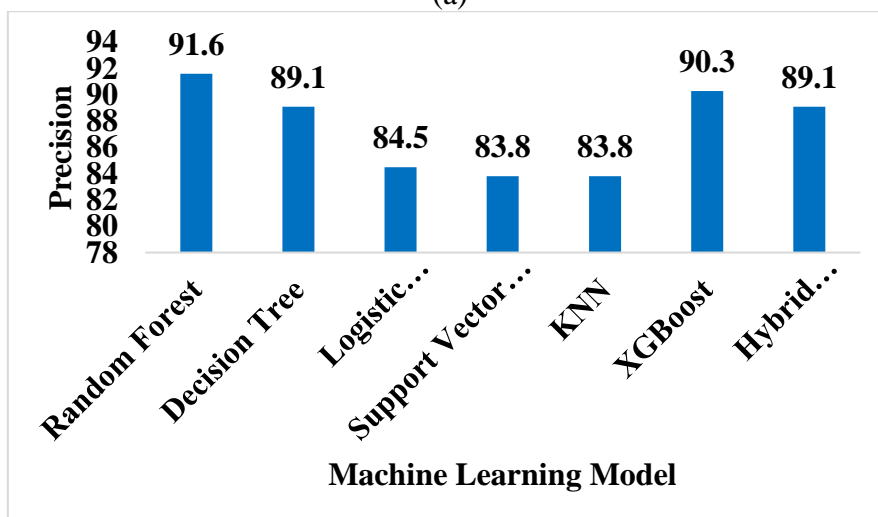 (a)
94
92
90
88
86
84
82
80
78
Precision
91.6
89.1
84.5
83.8
83.8
90.3
89.1
Random Forest
Decision Tree
Logistic...
Support Vector...
KNN
XGBoost
Hybrid...
Machine Learning Model